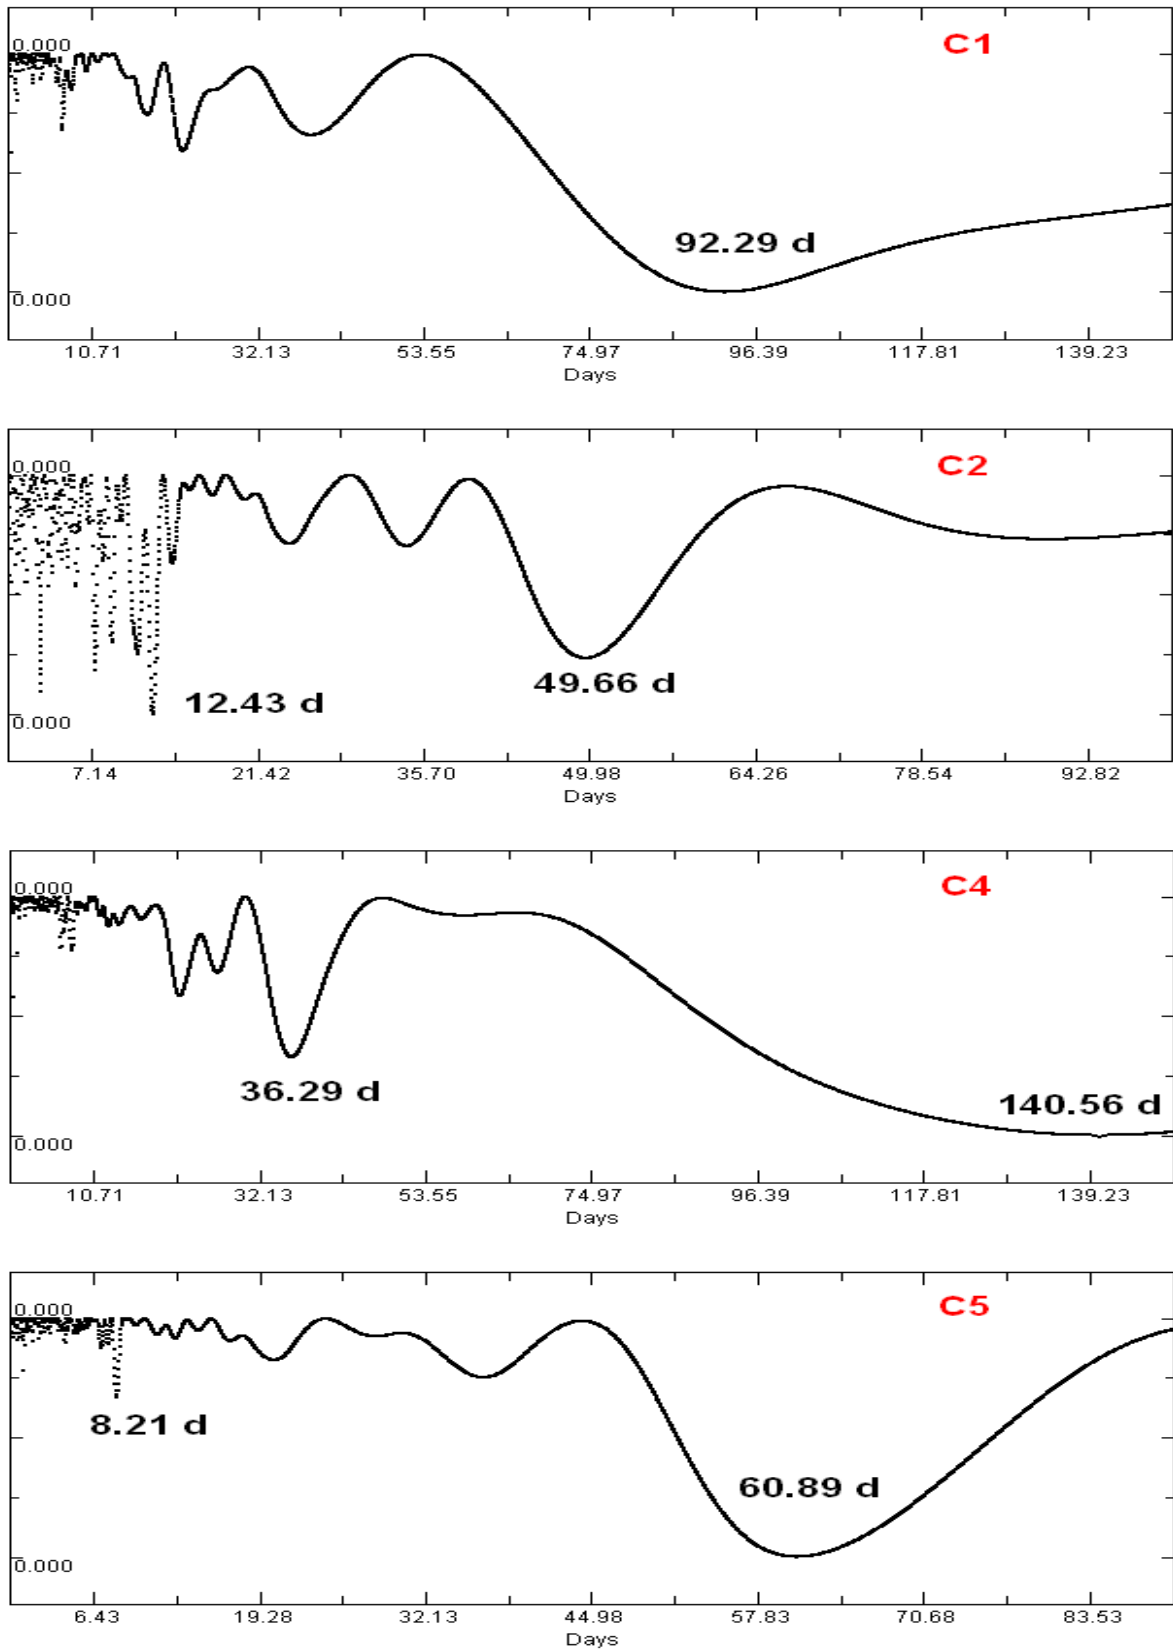 0.000
C1
92.29 d
0.000
10.71 32.13 53.55 74.97 96.39 117.81 139.23
Days
0.000
C2
49.66 d
12.43 d
0.000
7.14 21.42 35.70 49.98 64.26 78.54 92.82
Days
0.000
C4
36.29 d
140.56 d
0.000
10.71 32.13 53.55 74.97 96.39 117.81 139.23
Days
0.000
C5
8.21 d
60.89 d
0.000
6.43 19.28 32.13 44.98 57.83 70.68 83.53
Days